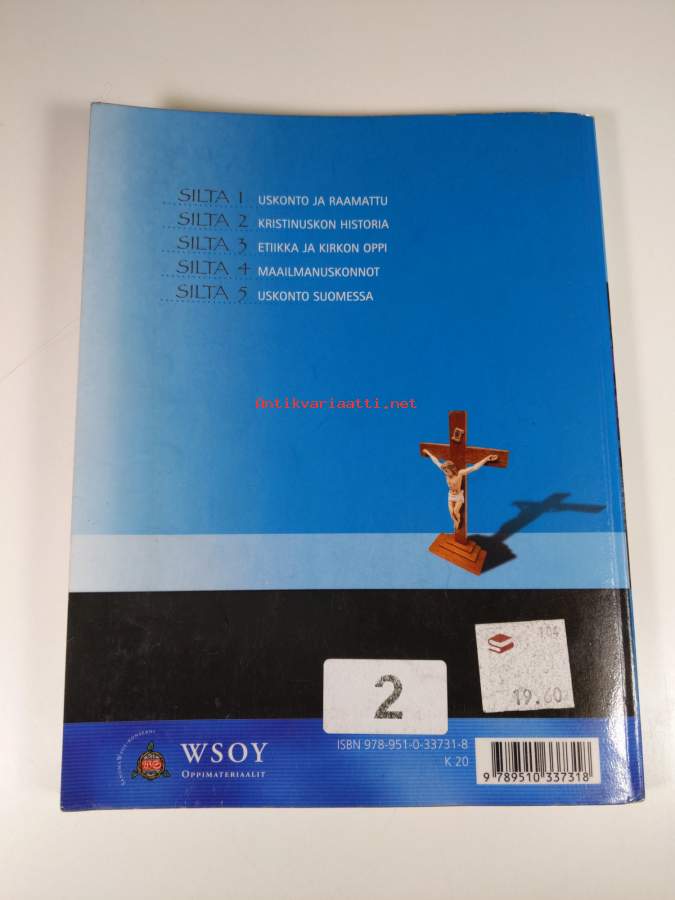 SILTA 1 USKONTO JA RAAMATTU
SILTA 2 KRISTINUSKON HISTORIA
SILTA 3 ETIIKKA JA KIRKON OPPI
SILTA 4 MAAILMANUSKONNOT
SILTA 5 USKONTO SUOMESSA
Antikvariaatti.net
19.60
2
WSOY
OPPIMATERIAALIT
ISBN 978-951-0-33731-8
K 20
9 789510 337318